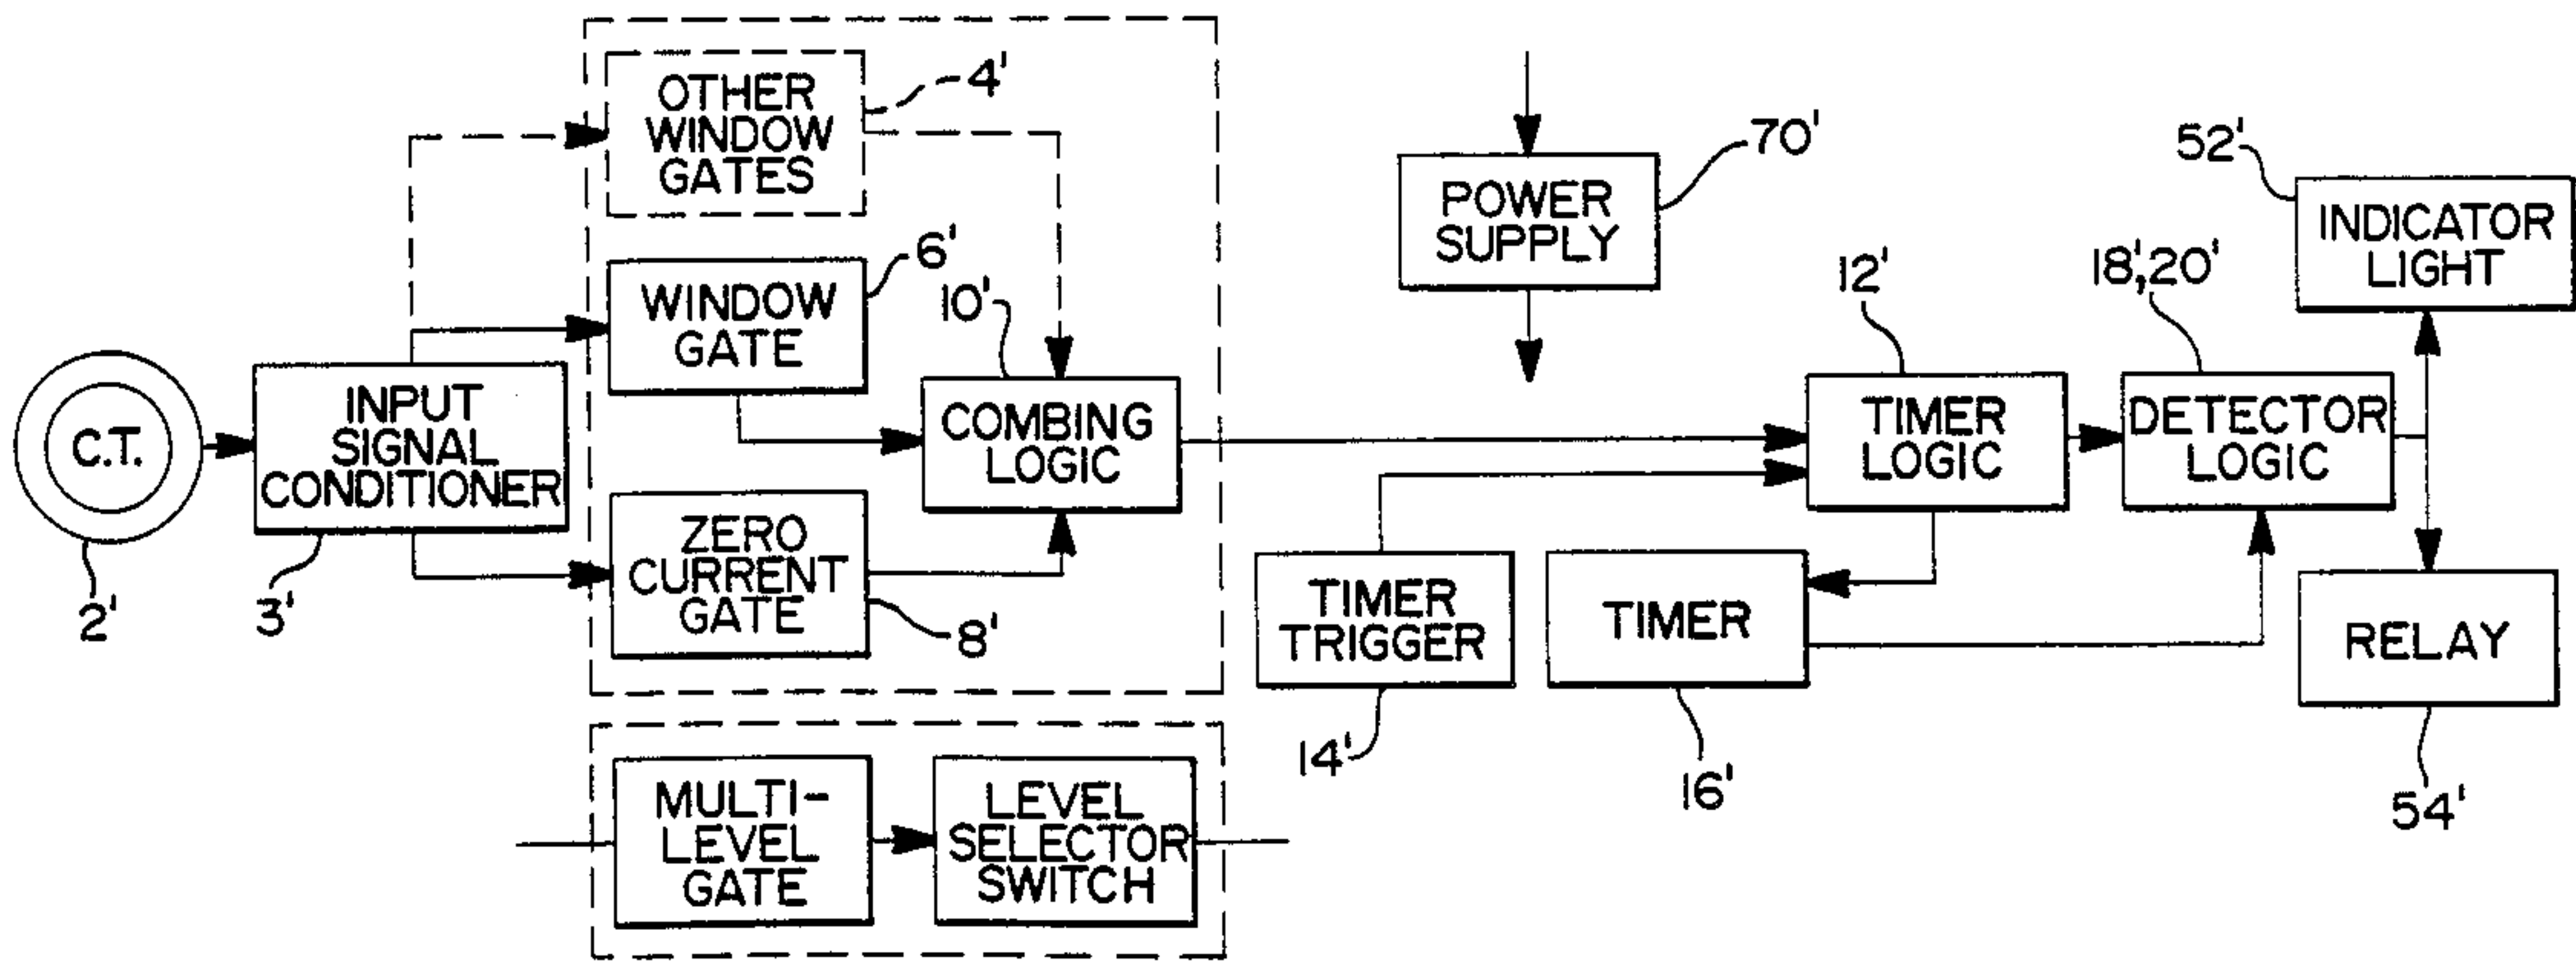 C.T.
2'
INPUT
SIGNAL
CONDITIONER
3'
OTHER
WINDOW
GATES
4'
WINDOW
GATE
6'
ZERO
CURRENT
GATE
8'
COMBING
LOGIC
10'
MULTI-
LEVEL
GATE
LEVEL
SELECTOR
SWITCH
POWER
SUPPLY
70'
TIMER
TRIGGER
14'
TIMER
16'
TIMER
LOGIC
12'
DETECTOR
LOGIC
18',20'
INDICATOR
LIGHT
52'
RELAY
54'